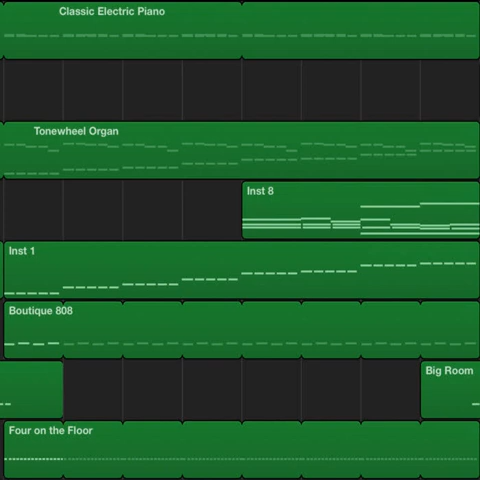 Classic Electric Piano
Tonewheel Organ
Inst 8
Inst 1
Boutique 808
Big Room
Four on the Floor